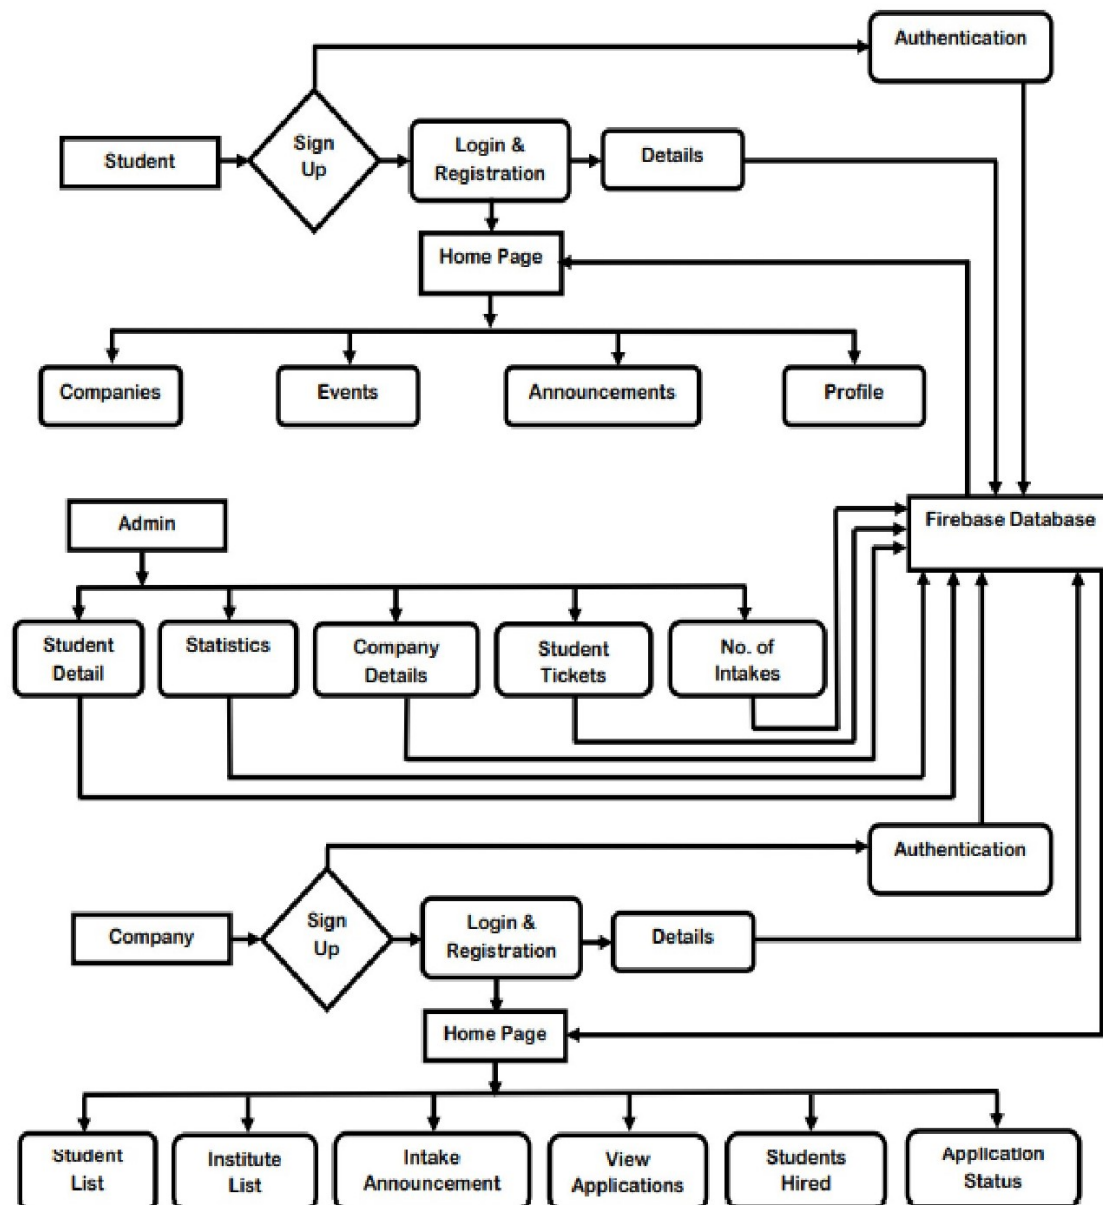 Authentication
Student
Sign
Up
Login &
Registration
Details
Home Page
Companies
Events
Announcements
Profile
Admin
Firebase Database
Student
Detail
Statistics
Company
Details
Student
Tickets
No. of
Intakes
Authentication
Company
Sign
Up
Login &
Registration
Details
Home Page
Student
List
Institute
List
Intake
Announcement
View
Applications
Students
Hired
Application
Status